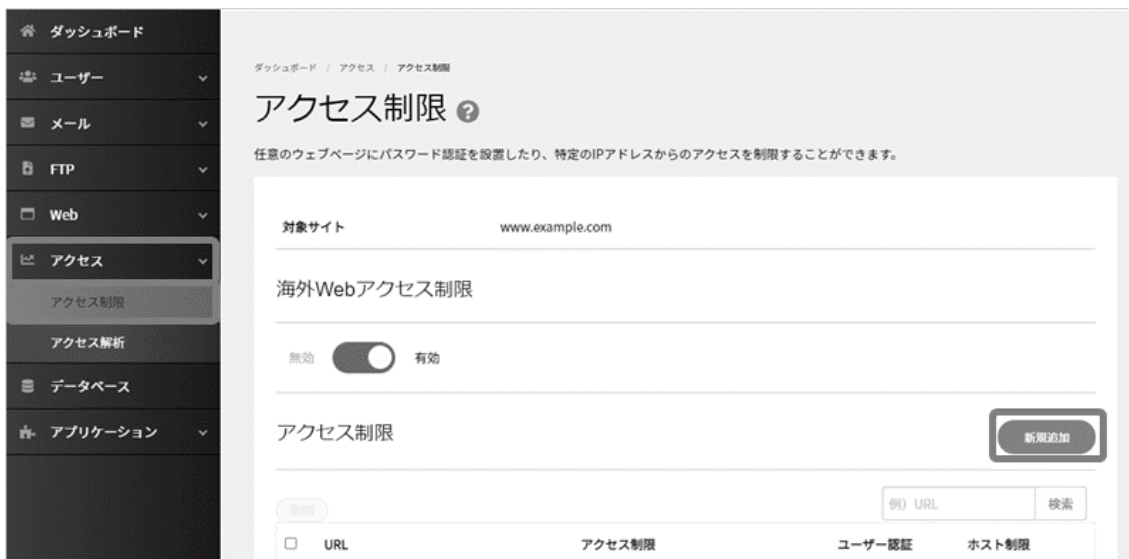 ダッシュボード
ユーザー
メール
FTP
Web
アクセス
アクセス制限
アクセス解析
データベース
アプリケーション
ダッシュボード / アクセス / アクセス制限
アクセス制限 ?
任意のウェブページにパスワード認証を設置したり、特定のIPアドレスからのアクセスを制限することができます。
対象サイト www.example.com
海外Webアクセス制限
無効 有効
アクセス制限 新規追加
削除 例）URL 検索
URL アクセス制限 ユーザー認証 ホスト制限